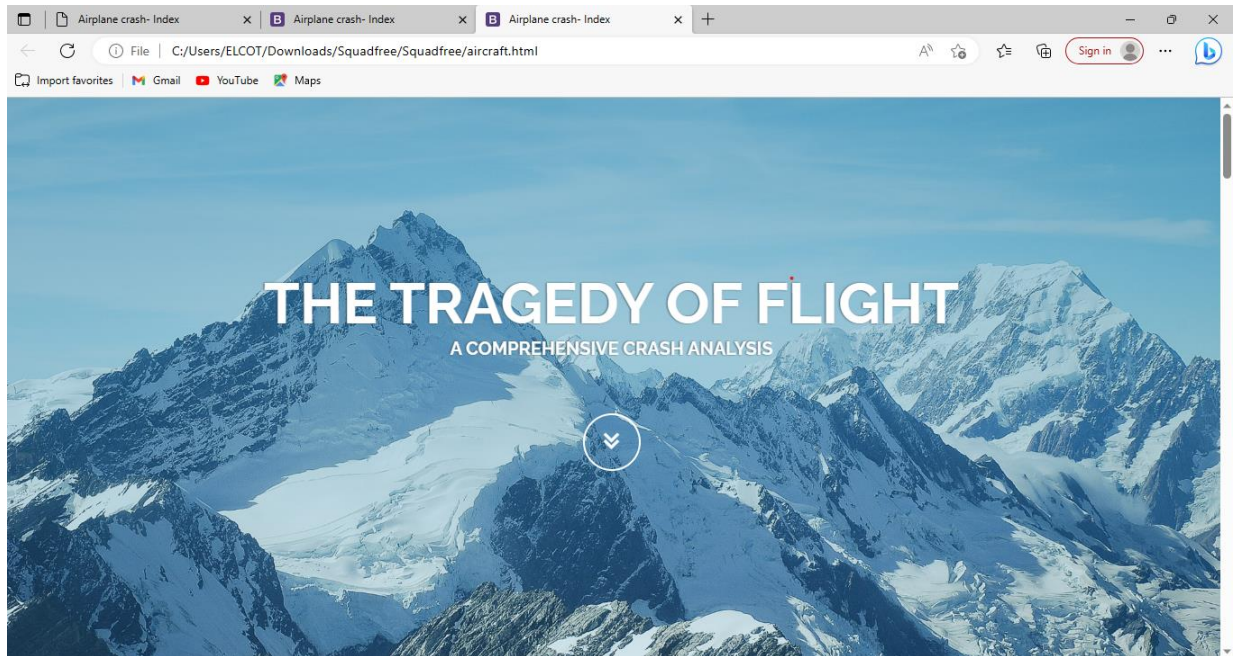 Airplane crash- Index
B Airplane crash- Index
B Airplane crash- Index
File | C:/Users/ELCOT/Downloads/Squadfree/Squadfree/aircraft.html
A
Sign in
Import favorites
M Gmail
YouTube
Maps
THE TRAGEDY OF FLIGHT
A COMPREHENSIVE CRASH ANALYSIS